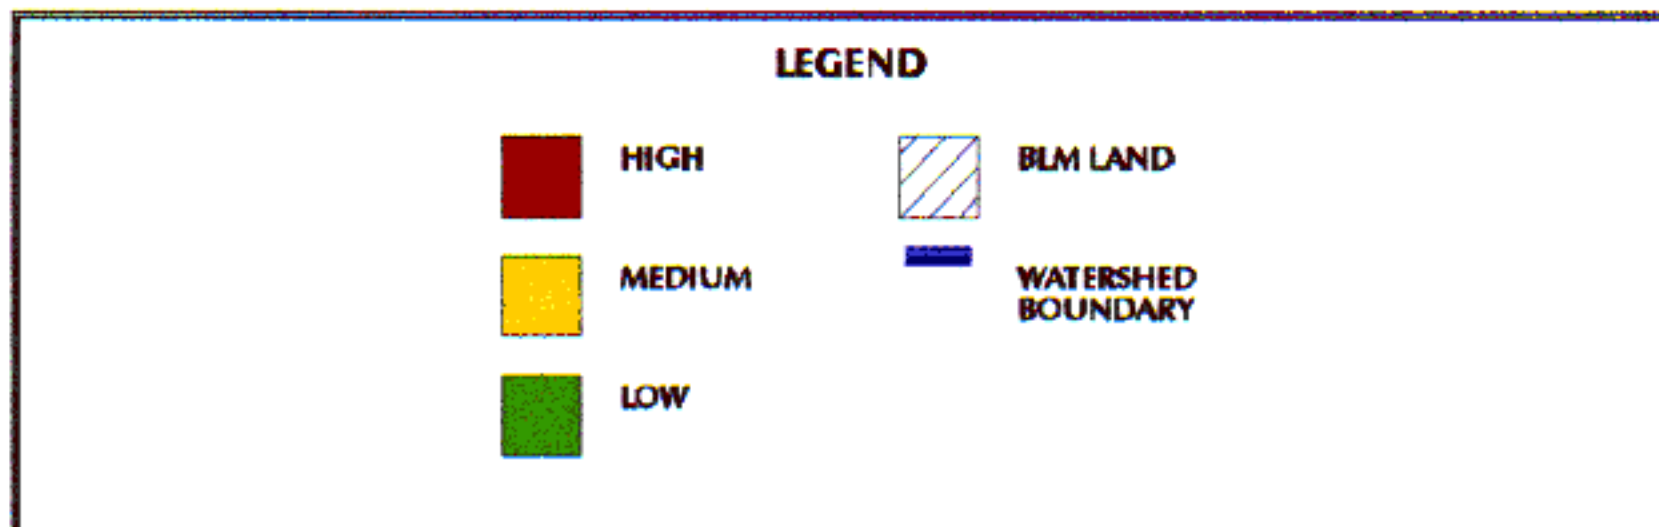 LEGEND
HIGH
MEDIUM
LOW
BLM LAND
WATERSHED
BOUNDARY